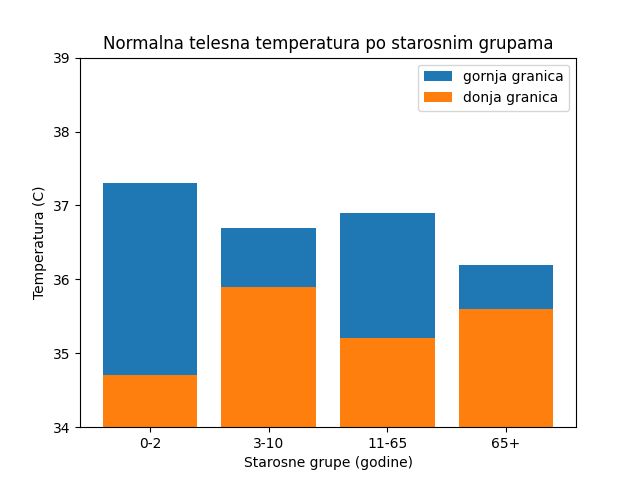 Normalna telesna temperatura po starosnim grupama
gornja granica
donja granica
Temperatura (C)
39
38
37
36
35
34
0-2
3-10
11-65
65+
Starosne grupe (godine)